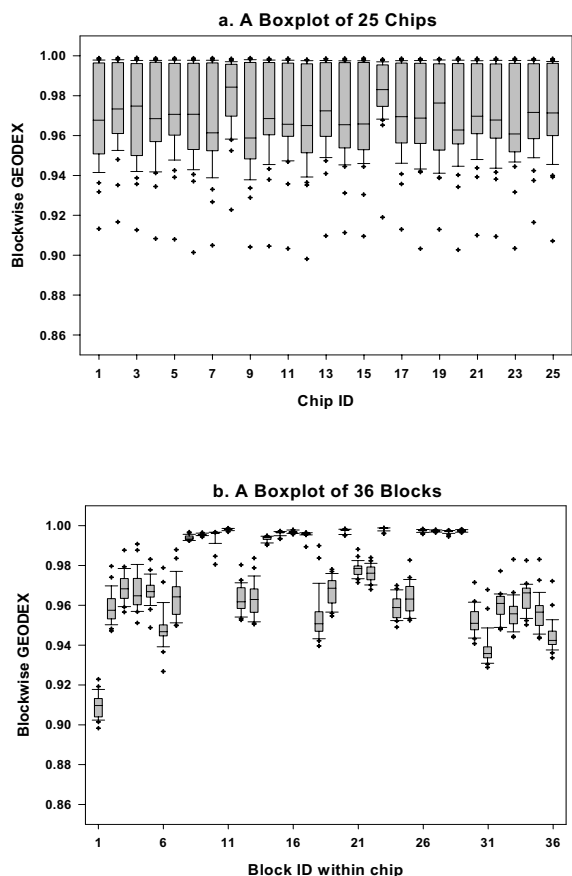 a. A Boxplot of 25 Chips
Blockwise GEODEX
1.00
0.98
0.96
0.94
0.92
0.90
0.88
0.86
1 3 5 7 9 11 13 15 17 19 21 23 25
Chip ID
b. A Boxplot of 36 Blocks
Blockwise GEODEX
1.00
0.98
0.96
0.94
0.92
0.90
0.88
0.86
1 6 11 16 21 26 31 36
Block ID within chip